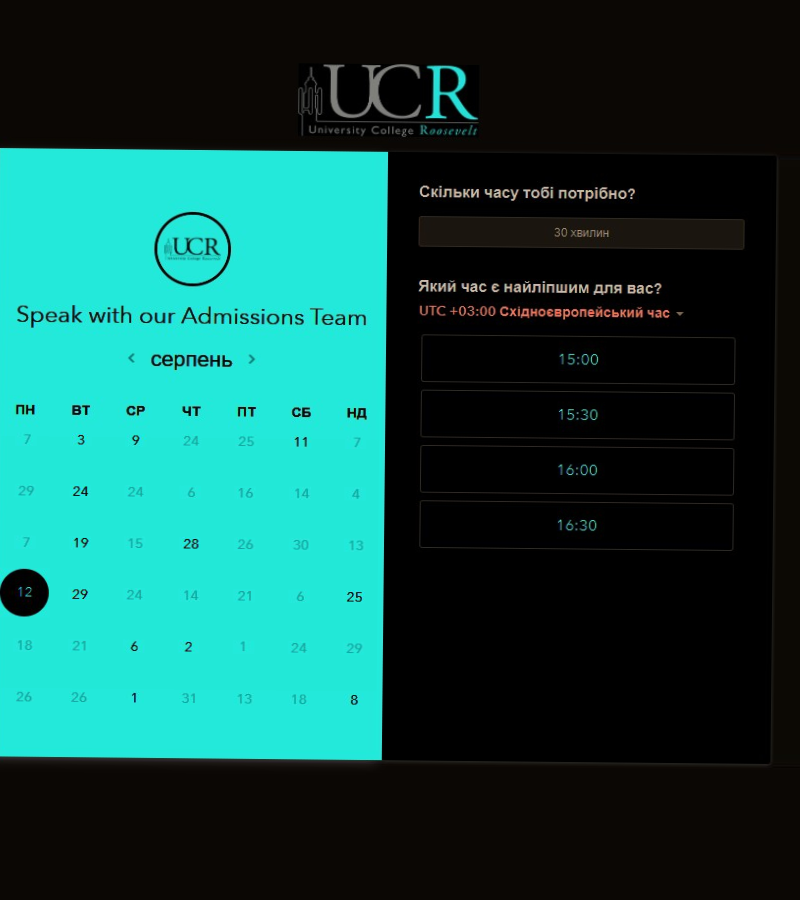 UCR
University College Roosevelt
UCR
Speak with our Admissions Team
серпень
ПН ВТ СР ЧТ ПТ СБ НД
7 3 9 24 25 11 7
29 24 24 6 16 14 4
7 19 15 28 26 30 13
12 29 24 14 21 6 25
18 21 6 2 1 24 29
26 26 1 31 13 18 8
Скільки часу тобі потрібно?
30 хвилин
Який час є найліпшим для вас?
UTC +03:00 Східноєвропейський час
15:00
15:30
16:00
16:30